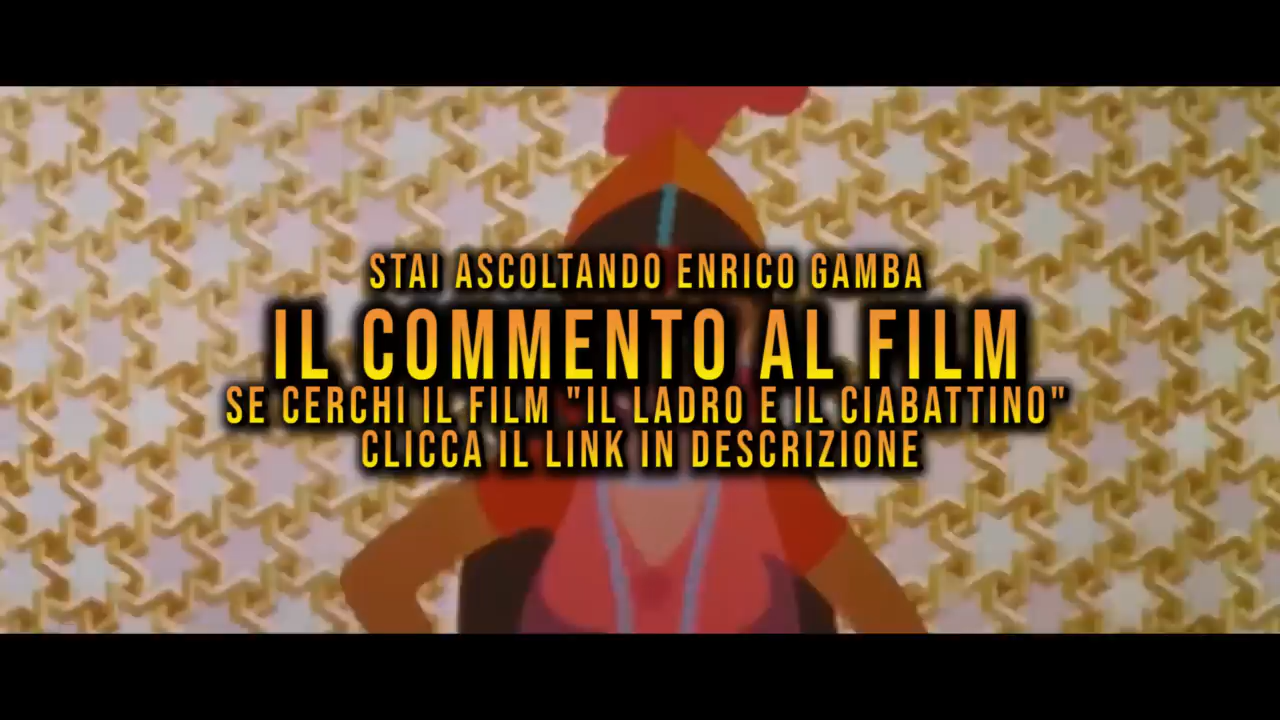 STAI ASCOLTANDO ENRICO GAMBA
IL COMMENTO AL FILM
SE CERCHI IL FILM "IL LADRO E IL CIABATTINO"
CLICCA IL LINK IN DESCRIZIONE